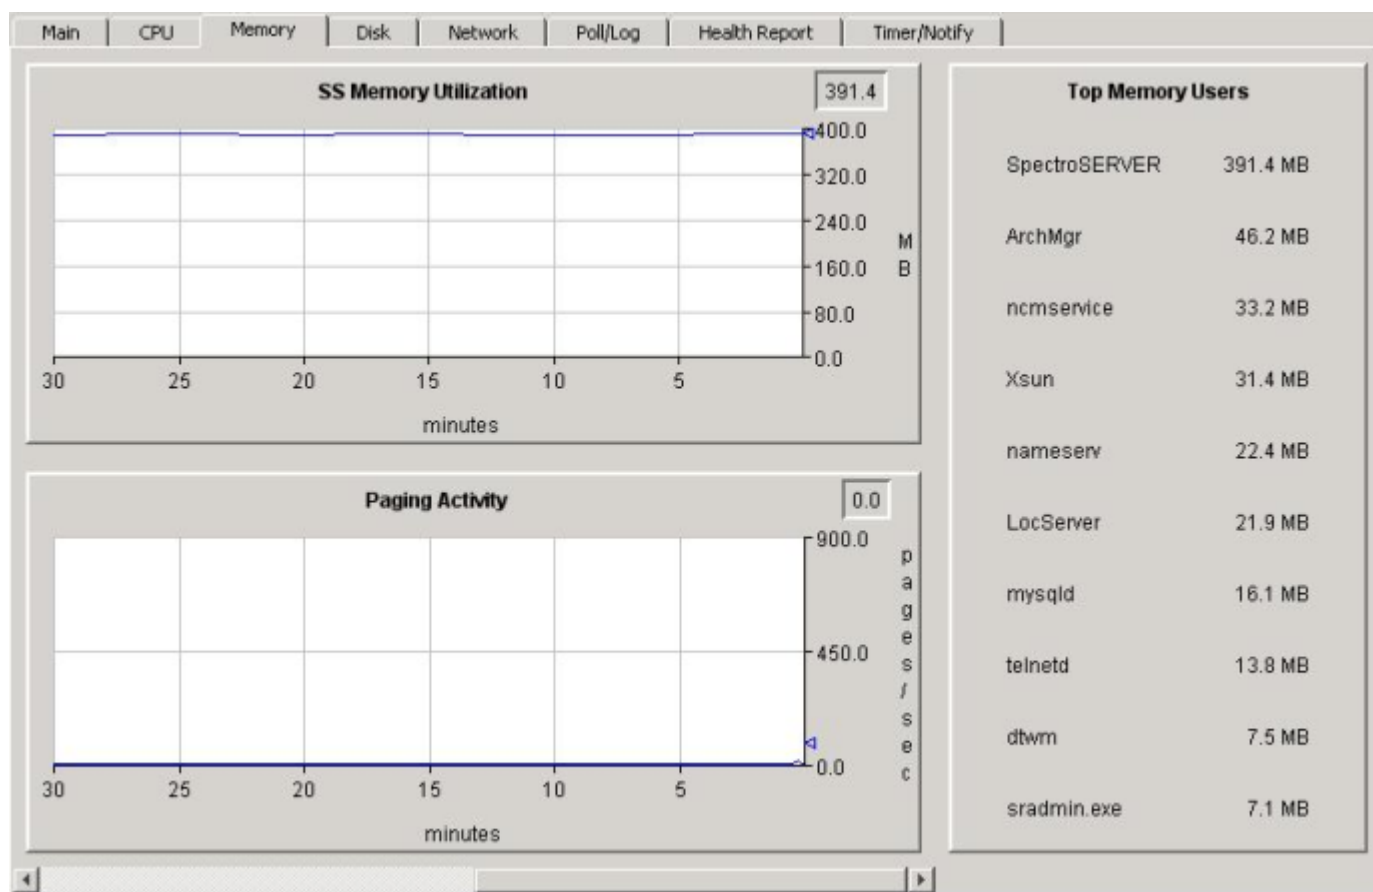 Main CPU Memory Disk Network Poll/Log Health Report Timer/Notify
SS Memory Utilization 391.4
400.0
320.0
240.0
160.0
80.0
0.0
MB
30 25 20 15 10 5
minutes
Paging Activity 0.0
900.0
450.0
0.0
pages/sec
30 25 20 15 10 5
minutes
Top Memory Users
SpectroSERVER 391.4 MB
ArchMgr 46.2 MB
ncmservice 33.2 MB
Xsun 31.4 MB
nameserv 22.4 MB
LocServer 21.9 MB
mysqld 16.1 MB
telnetd 13.8 MB
dtwm 7.5 MB
sradmin.exe 7.1 MB